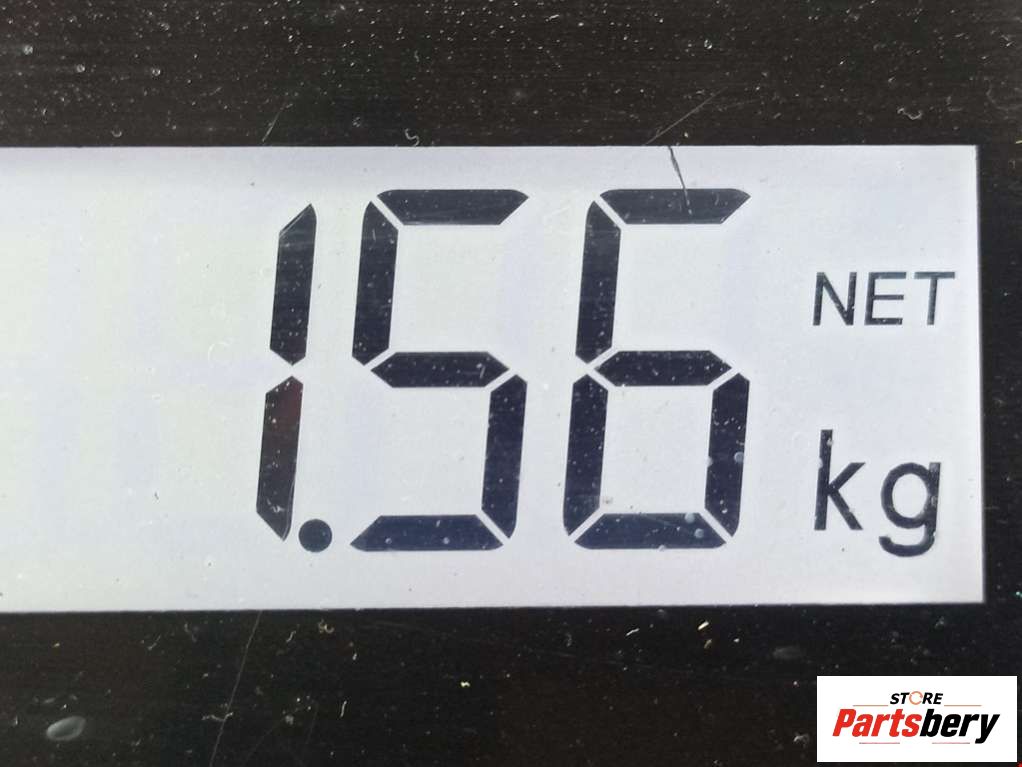 1.56 NET
kg
STORE
Partsbery